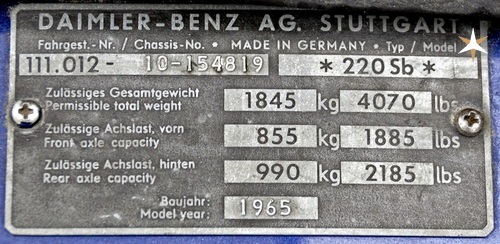 DAIMLER-BENZ AG. STUTTGART
Fahrgest.-Nr. / Chassis-No. • MADE IN GERMANY • Typ / Model
111.012- 10-154819 * 220Sb *
Zulässiges Gesamtgewicht
Permissible total weight 1845 kg 4070 lbs
Zulässige Achslast, vorn
Front axle capacity 855 kg 1885 lbs
Zulässige Achslast, hinten
Rear axle capacity 990 kg 2185 lbs
Baujahr:
Model year: 1965